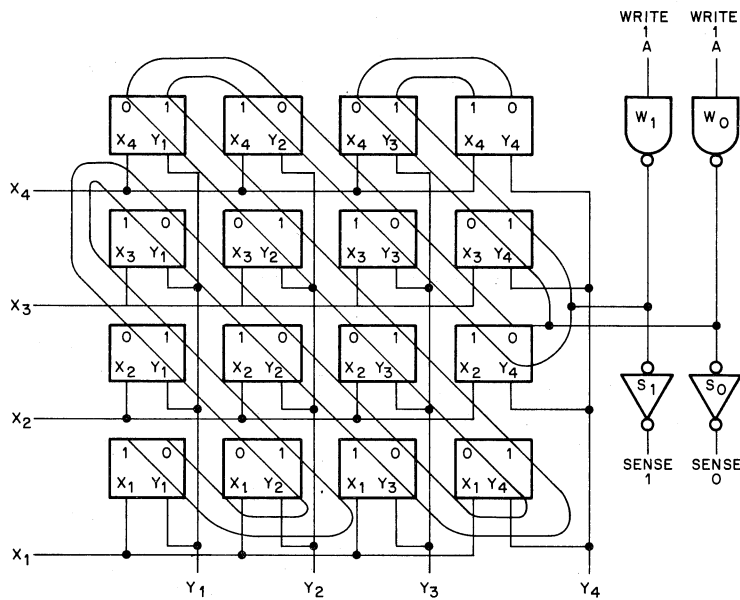 WRITE WRITE
1 1
A A
0 1 1 0 0 1 1 0
W₁ W₀
X₄ Y₁ X₄ Y₂ X₄ Y₃ X₄ Y₄
X₄
1 0 0 1 1 0 0 1
X₃ Y₁ X₃ Y₂ X₃ Y₃ X₃ Y₄
X₃
0 1 1 0 0 1 1 0
X₂ Y₁ X₂ Y₂ X₂ Y₃ X₂ Y₄
S₁ S₀
X₂
1 0 0 1 1 0 0 1
SENSE SENSE
1 0
X₁ Y₁ X₁ Y₂ X₁ Y₃ X₁ Y₄
X₁
Y₁ Y₂ Y₃ Y₄